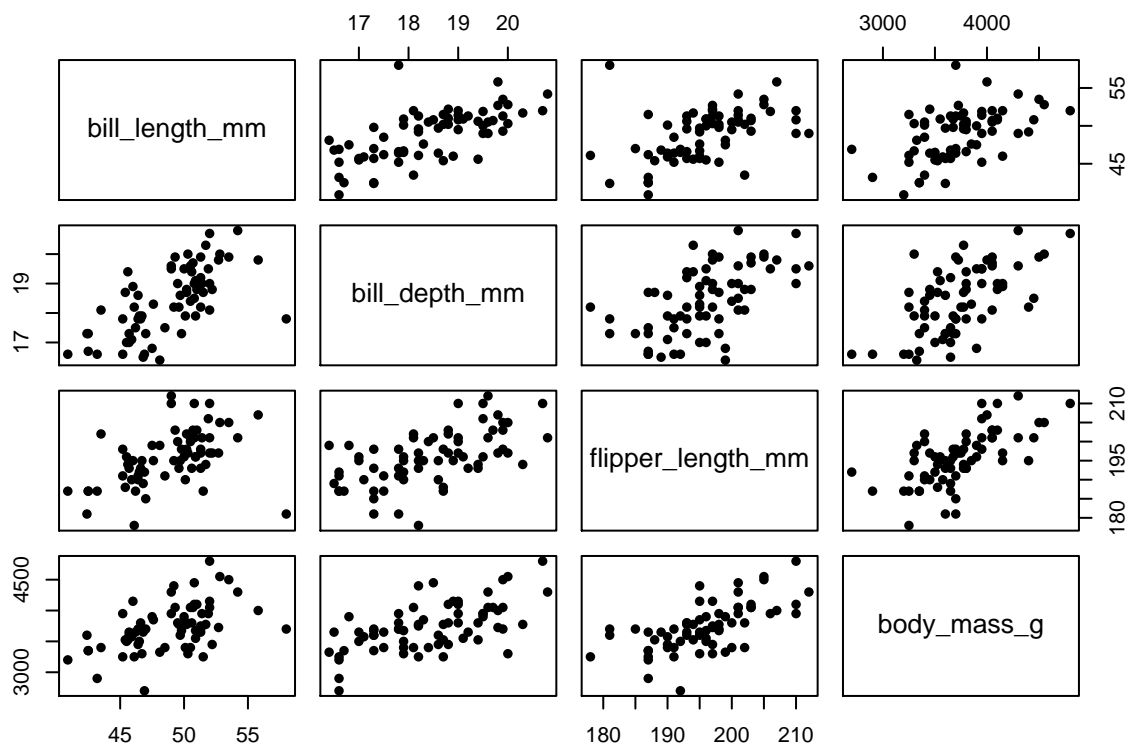 17 18 19 20
3000 4000
bill_length_mm
45 55
17 19
bill_depth_mm
flipper_length_mm
180 195 210
3000 4500
body_mass_g
45 50 55
180 190 200 210